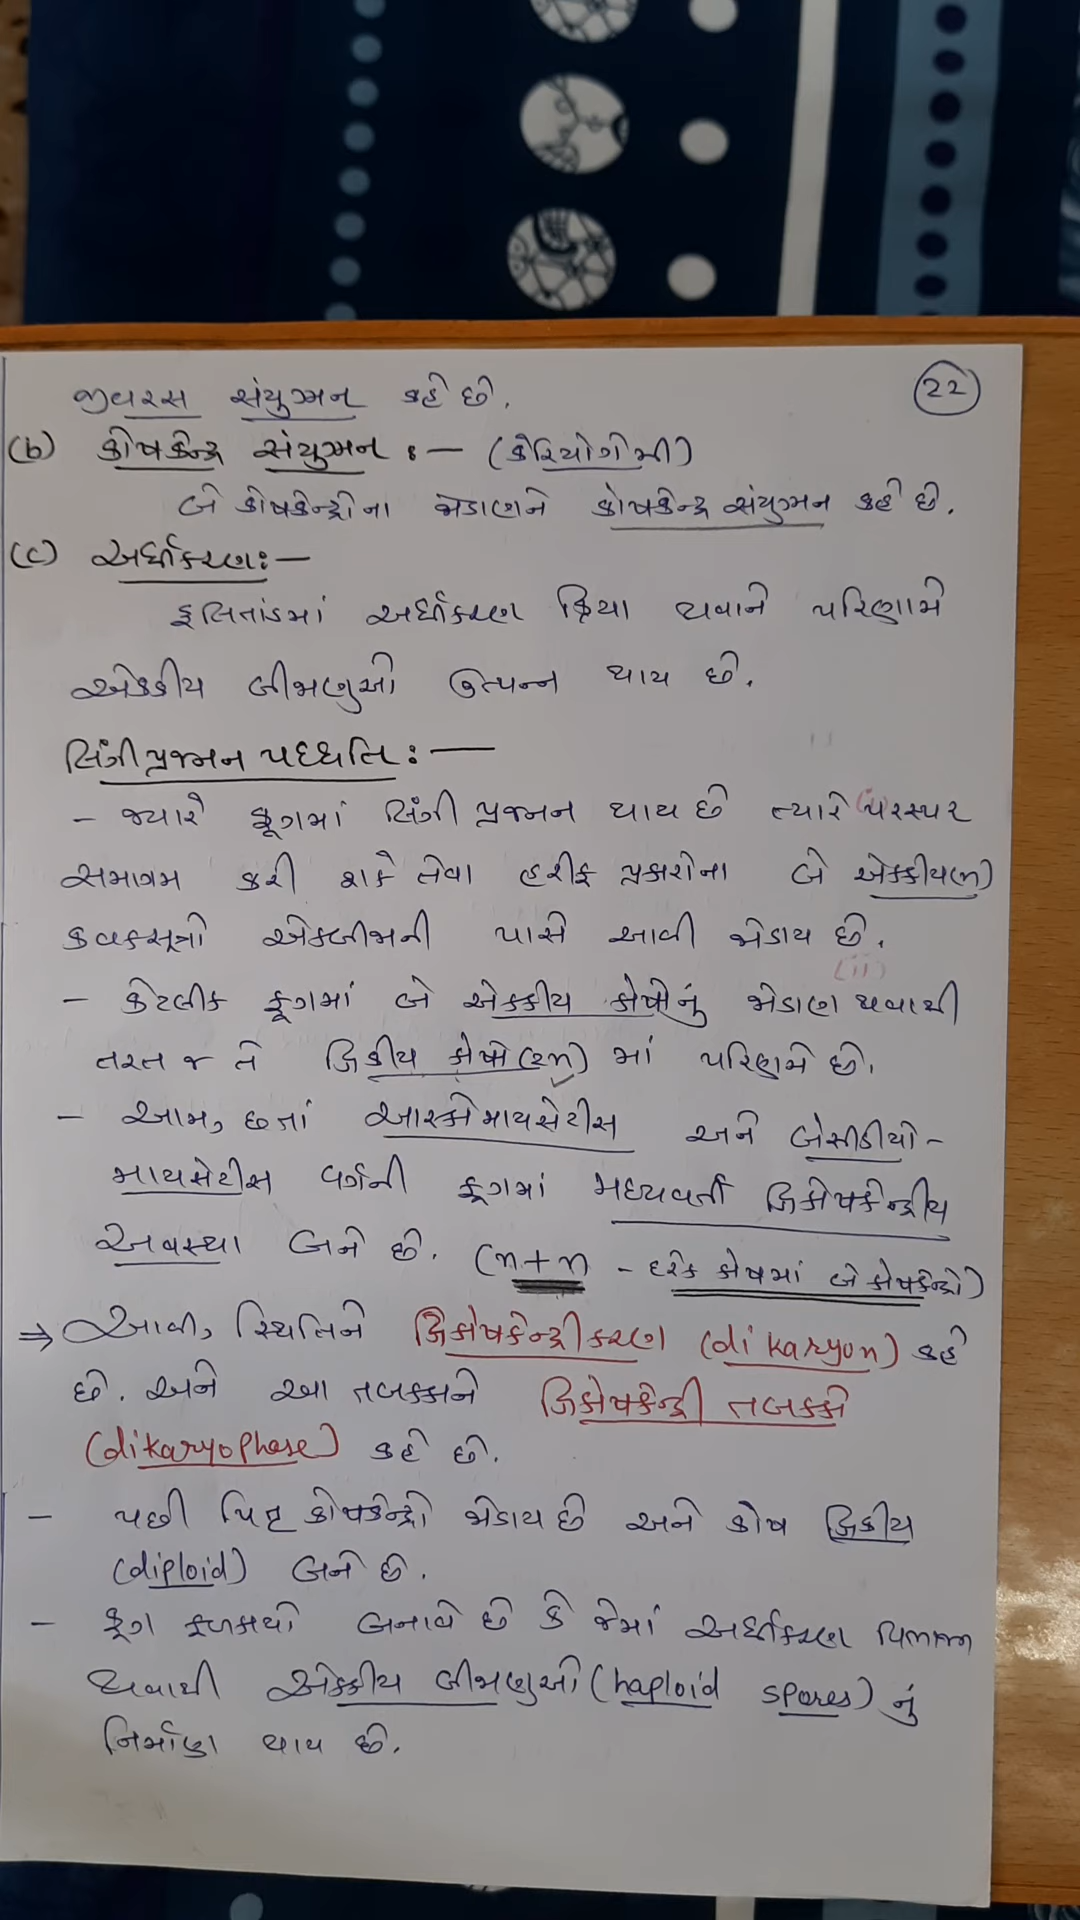 જીવરસ સંયુગ્મન કહે છે.
22
(b) કોષકેન્દ્ર સંયુગ્મન :— (કેરિયોગેમી)
બે કોષકેન્દ્રોના જોડાણને કોષકેન્દ્ર સંયુગ્મન કહે છે.
(c) અર્ધીકરણ:—
ફલિતાંડમાં અર્ધીકરણ ક્રિયા થવાને પરિણામે
એકકીય બીજાણુઓ ઉત્પન્ન થાય છે.
લિંગી પ્રજનન પધ્ધતિ :—
- જ્યારે ફૂગમાં લિંગી પ્રજનન થાય છે ત્યારે (i) પરસ્પર
સમાગમ કરી શકે તેવા હરીફ પ્રકારોના બે એકકીય(n)
કવકસૂત્રો એકબીજાની પાસે આવી જોડાય છે.
(ii)
- કેટલીક ફૂગમાં બે એકકીય કોષોનું જોડાણ થવાથી
તરત જ તે દ્વિકીય કોષો (2n) માં પરિણમે છે.
- આમ, છતાં આસ્કોમાયસેટીસ અને બેસીડીયો-
માયસેટીસ વર્ગની ફૂગમાં મધ્યવર્તી દ્વિકોષકેન્દ્રીય
અવસ્થા બને છે. (n+n - દરેક કોષમાં બે કોષકેન્દ્રો)
⇒ આવી, સ્થિતિને દ્વિકોષકેન્દ્રીકરણ (dikaryon) કહે
છે. અને આ તબક્કાને દ્વિકોષકેન્દ્રી તબક્કો
(dikaryophase) કહે છે.
- પછી પિતૃ કોષકેન્દ્રો જોડાય છે અને કોષ દ્વિકીય
(diploid) બને છે.
- ફૂગ ફળકાયો બનાવે છે કે જેમાં અર્ધીકરણ વિભાજન
થવાથી એકકીય બીજાણુઓ (haploid spores) નું
નિર્માણ થાય છે.